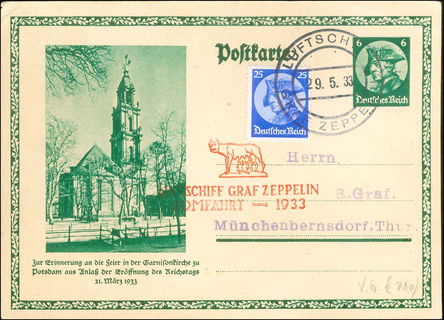 Postkarte
LUFTSCH
29. 5. 33
ZEPPE
6 6
Deutsches Reich
25 25
Deutsches Reich
Herrn
SCHIFF GRAF ZEPPELIN
OMFAHRT 1933
S. Graf.
Münchenbernsdorf, Thür
Zur Erinnerung an die Feier in der Garnisonkirche zu
Potsdam aus Anlaß der Eröffnung des Reichstags
21. März 1933